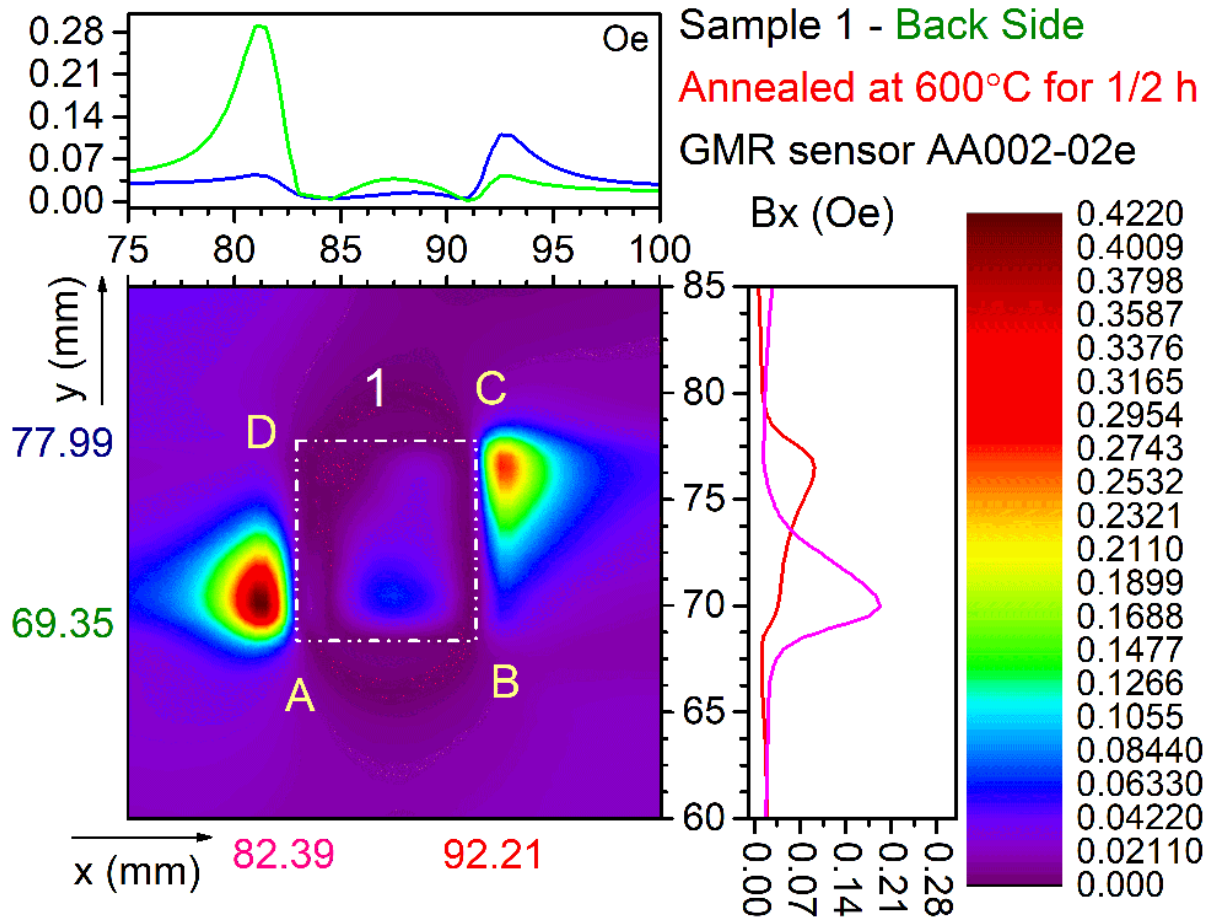 Sample 1 - Back Side
Annealed at 600°C for 1/2 h
GMR sensor AA002-02e
Oe
0.28
0.21
0.14
0.07
0.00
75 80 85 90 95 100
Bx (Oe)
y (mm)
77.99
69.35
1
D
C
A
B
85
80
75
70
65
60
x (mm)
82.39
92.21
0.00 0.07 0.14 0.21 0.28
0.4220
0.4009
0.3798
0.3587
0.3376
0.3165
0.2954
0.2743
0.2532
0.2321
0.2110
0.1899
0.1688
0.1477
0.1266
0.1055
0.08440
0.06330
0.04220
0.02110
0.000